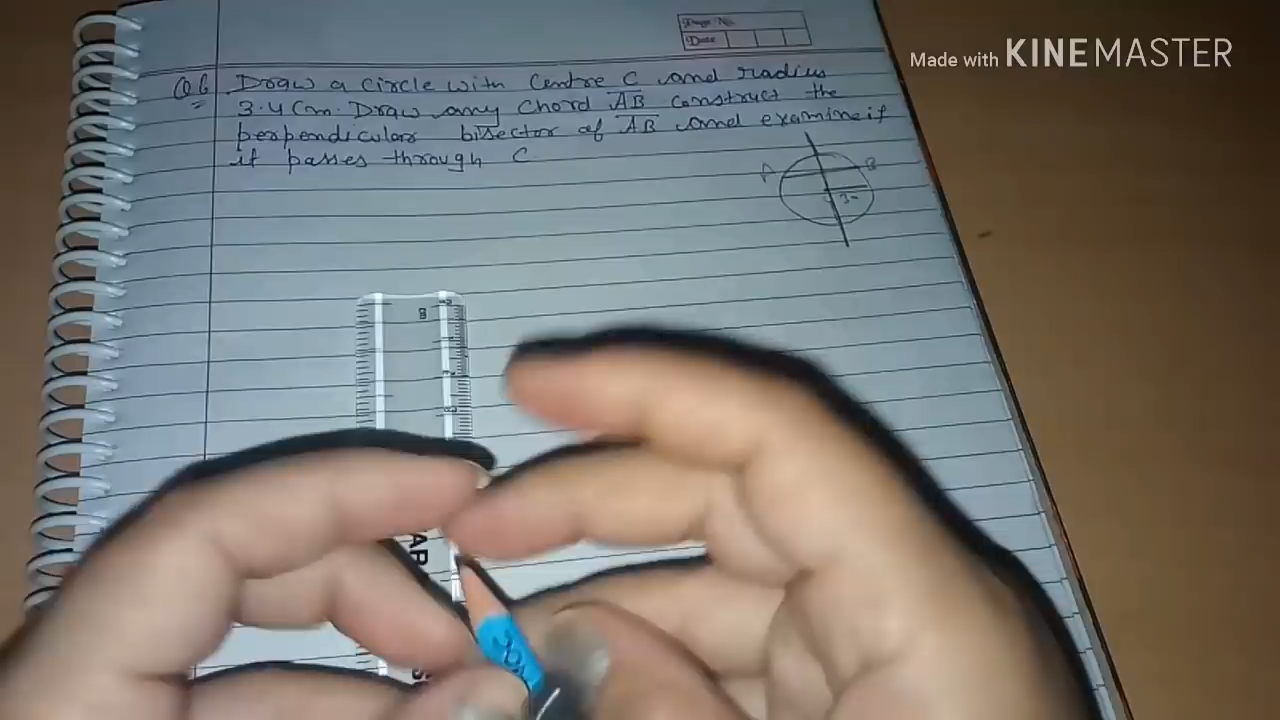 Page No.
Date
Made with KINEMASTER
Q6 Draw a Circle with Centre C and radius
3.4 Cm. Draw any Chord AB construct the
perpendicular bisector of AB and examine if
it passes through C
A B